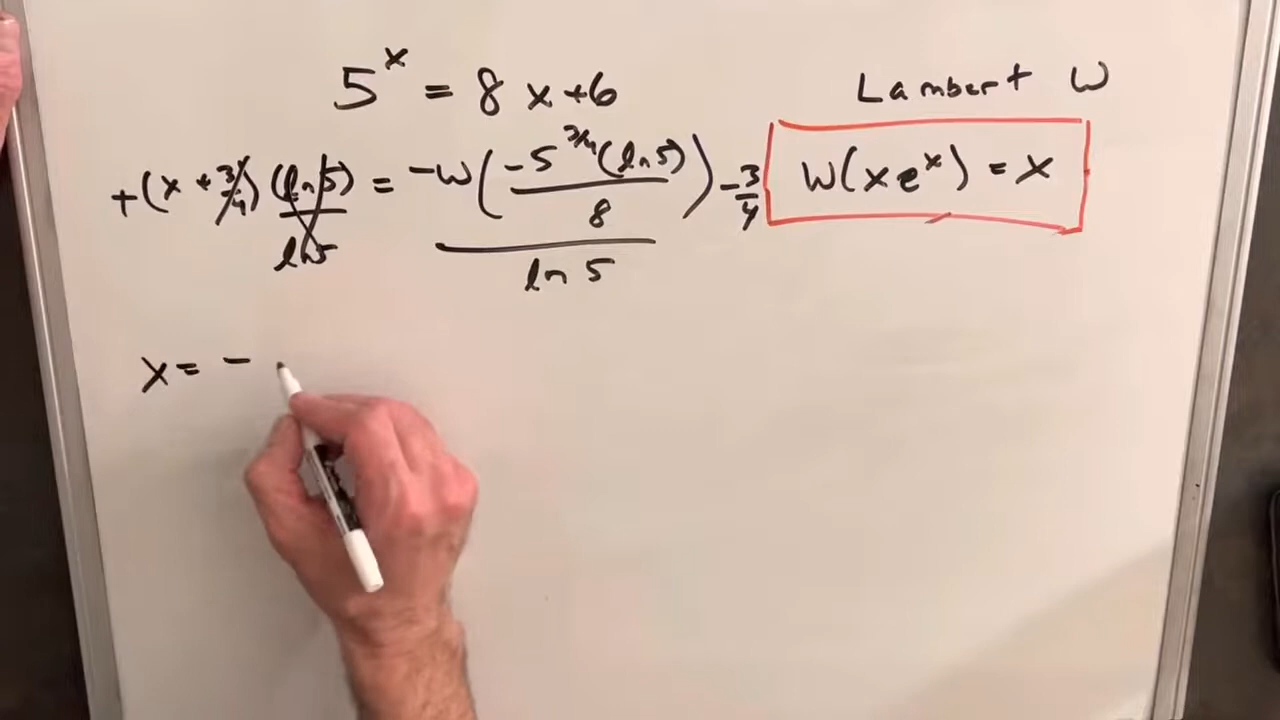 5^x = 8x+6
Lambert W
+(x + 3/4) (ln 5) / ln 5 = -W( -5^(3/4) (ln 5) / 8 ) / ln 5 - 3/4
W(xe^x) = x
x = -